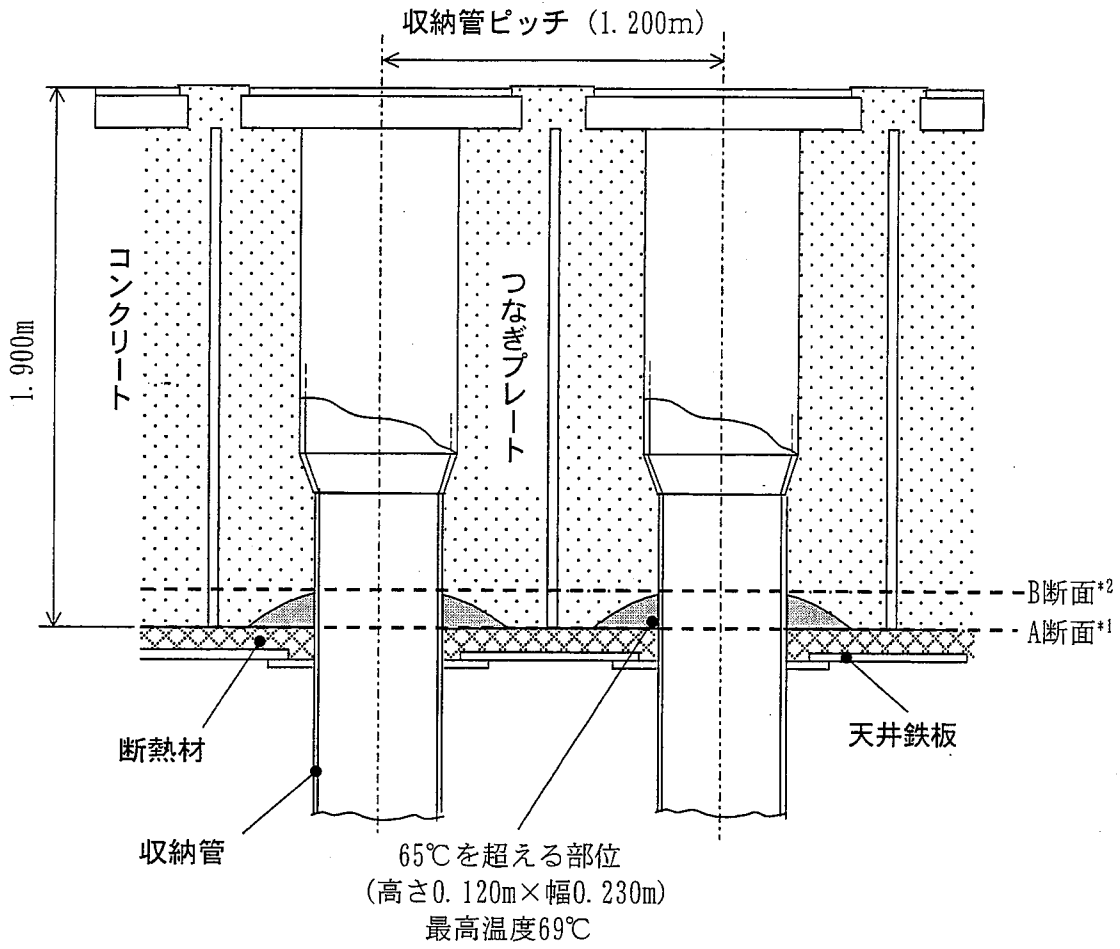 収納管ピッチ (1.200m)
1.900m
コンクリート
つなぎプレート
B断面*2
A断面*1
断熱材
天井鉄板
収納管
65℃を超える部位
(高さ0.120m×幅0.230m)
最高温度69℃